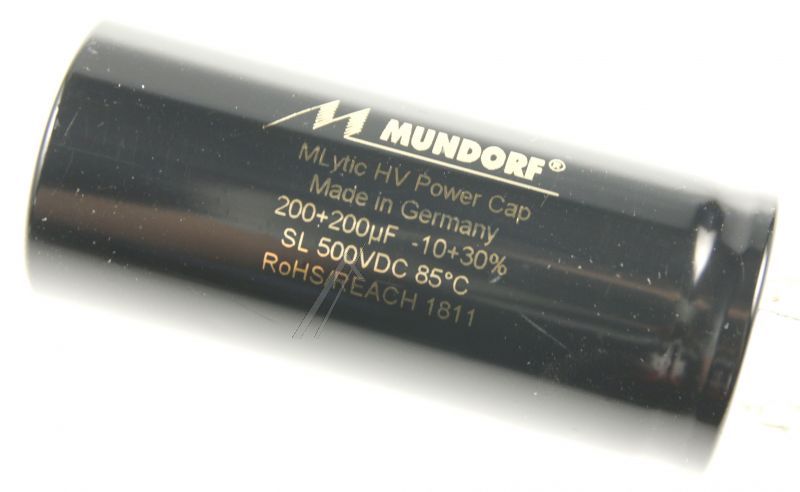 MUNDORF®
MLytic HV Power Cap
Made in Germany
200+200µF -10+30%
SL 500VDC 85°C
RoHS/REACH 1811